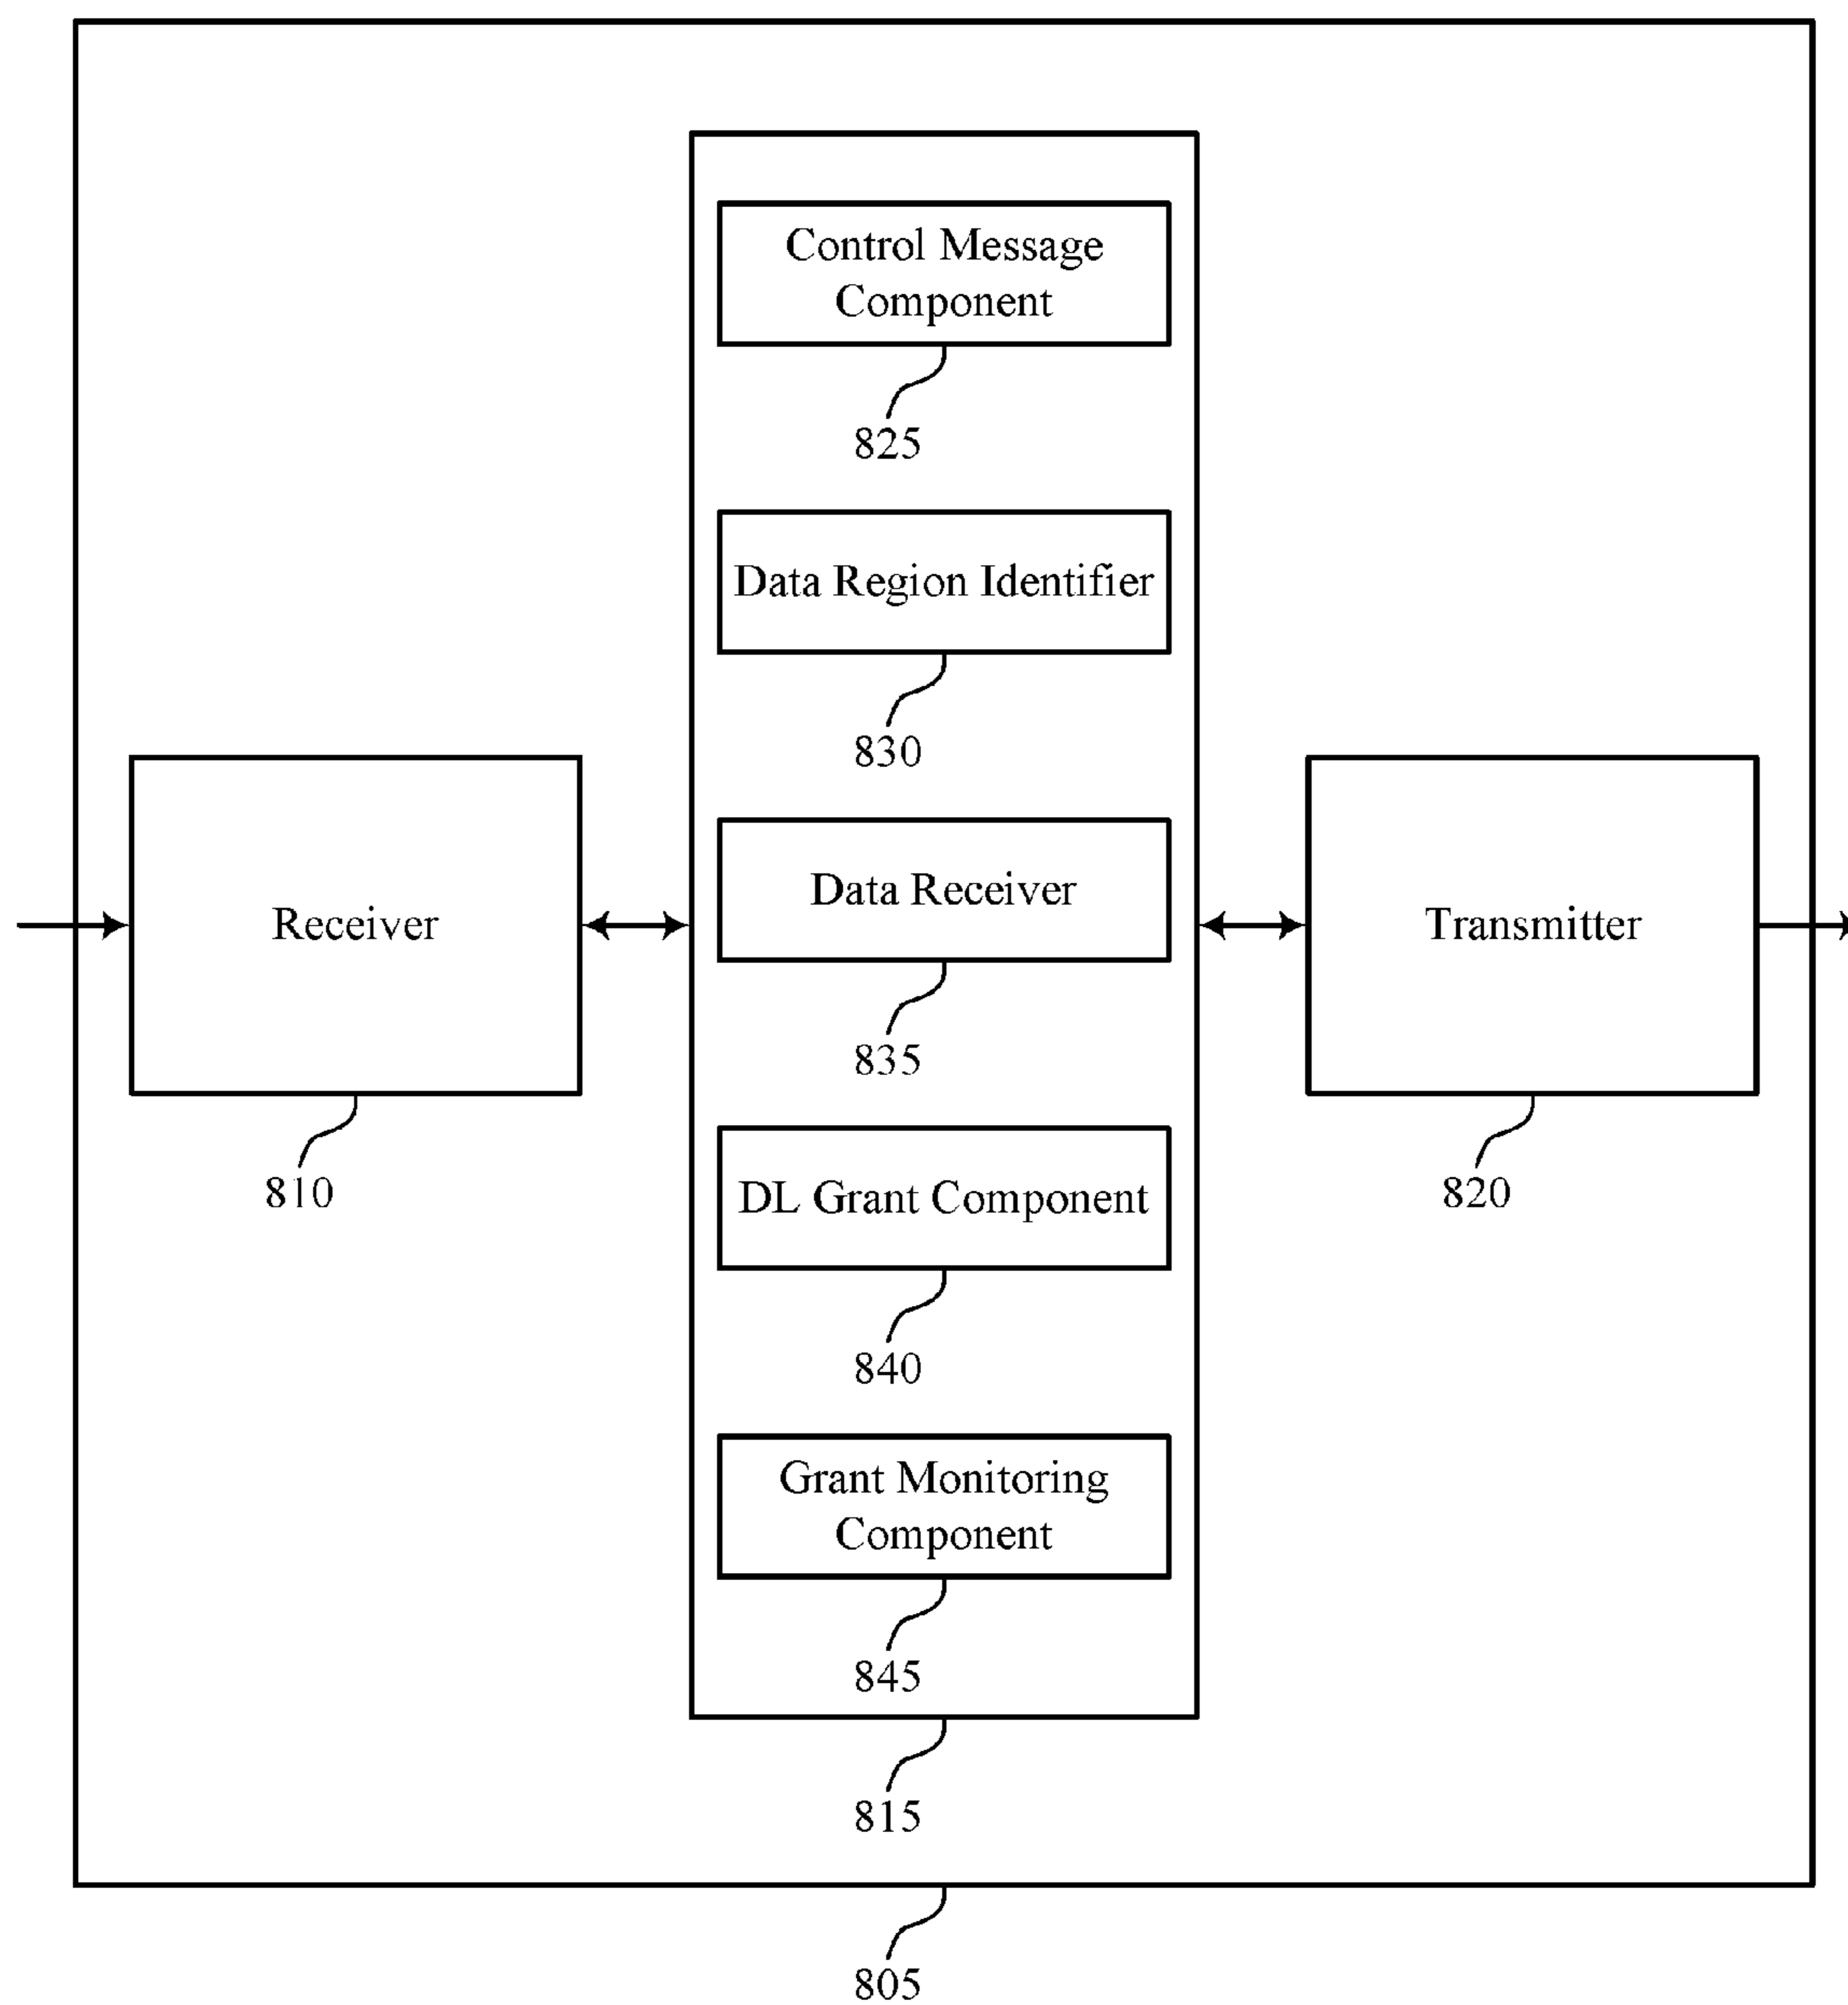 Control Message
Component
825
Data Region Identifier
830
Receiver
810
Data Receiver
835
Transmitter
820
DL Grant Component
840
Grant Monitoring
Component
845
815
805